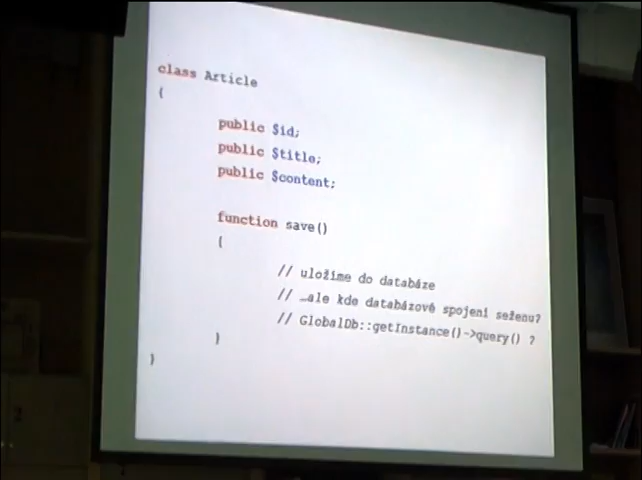 class Article
{
public $id;
public $title;
public $content;
function save()
{
// uložíme do databáze
// …ale kde databázové spojení seženu?
// GlobalDb::getInstance()->query() ?
}
}